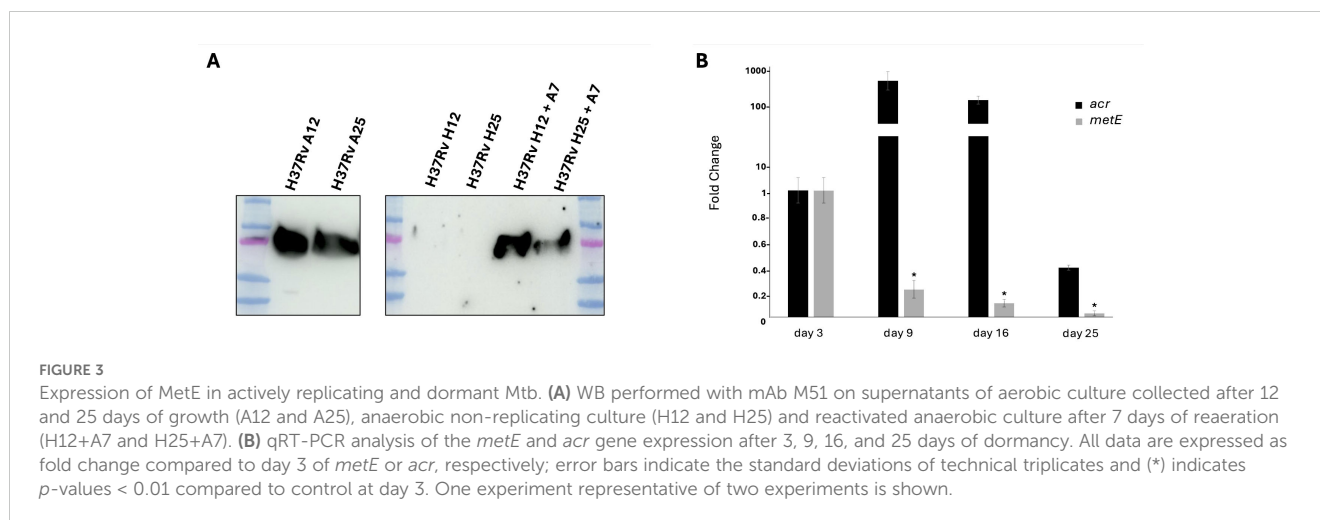 A
H37Rv A12
H37Rv A25
H37Rv H12
H37Rv H25
H37Rv H12 + A7
H37Rv H25 + A7
B
Fold Change
1000
100
10
1
0.8
0.6
0.4
0.2
0
acr
metE
*
*
*
day 3
day 9
day 16
day 25
FIGURE 3
Expression of MetE in actively replicating and dormant Mtb. (A) WB performed with mAb M51 on supernatants of aerobic culture collected after 12
and 25 days of growth (A12 and A25), anaerobic non-replicating culture (H12 and H25) and reactivated anaerobic culture after 7 days of reaeration
(H12+A7 and H25+A7). (B) qRT-PCR analysis of the metE and acr gene expression after 3, 9, 16, and 25 days of dormancy. All data are expressed as
fold change compared to day 3 of metE or acr, respectively; error bars indicate the standard deviations of technical triplicates and (*) indicates
p-values < 0.01 compared to control at day 3. One experiment representative of two experiments is shown.